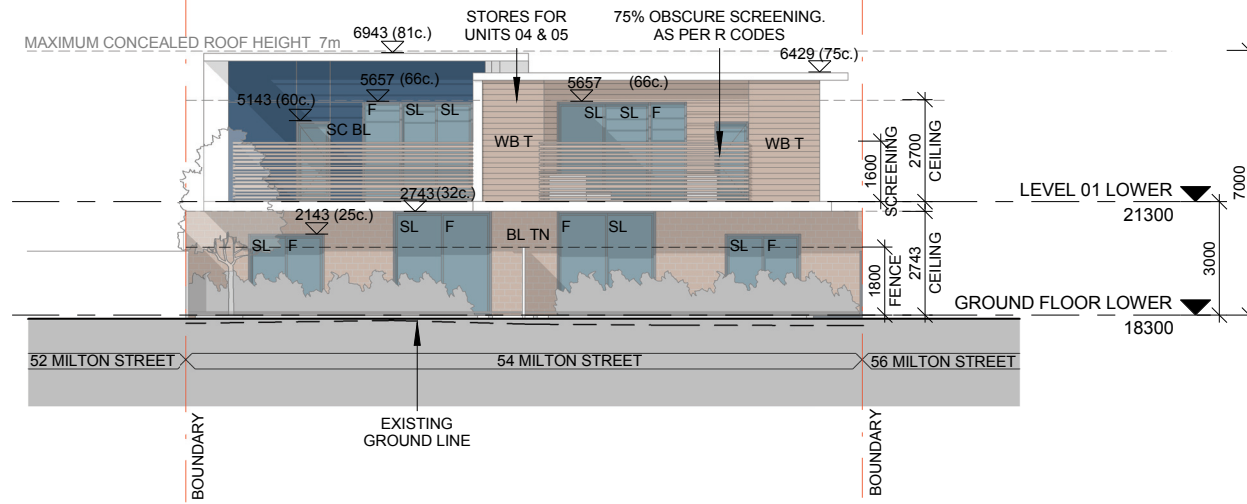 STORES FOR
UNITS 04 & 05
75% OBSCURE SCREENING.
AS PER R CODES
MAXIMUM CONCEALED ROOF HEIGHT 7m
6943 (81c.)
6429 (75c.)
5657 (66c.)
5657 (66c.)
5143 (60c.)
F SL SL
SL SL F
SC BL
WB T
WB T
1600
SCREENING
2700
CEILING
7000
LEVEL 01 LOWER
21300
2743 (32c.)
2143 (25c.)
SL F
SL F
BL TN
F SL
SL F
1800
FENCE
2743
CEILING
3000
GROUND FLOOR LOWER
18300
52 MILTON STREET
54 MILTON STREET
56 MILTON STREET
EXISTING
GROUND LINE
BOUNDARY
BOUNDARY